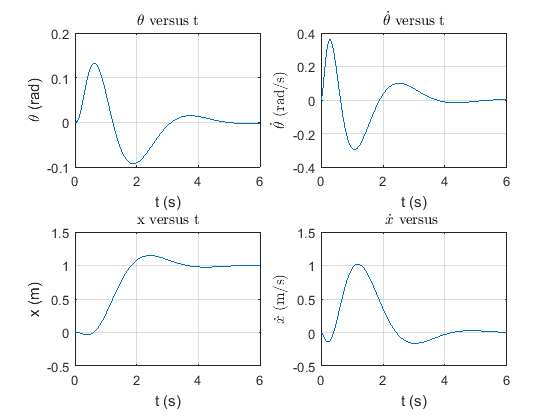 θ versus t
0.2
0.1
0
-0.1
θ (rad)
0 2 4 6
t (s)
θ̇ versus t
0.4
0.2
0
-0.2
-0.4
θ̇ (rad/s)
0 2 4 6
t (s)
x versus t
1.5
1
0.5
0
-0.5
x (m)
0 2 4 6
t (s)
ẋ versus
1.5
1
0.5
0
-0.5
ẋ (m/s)
0 2 4 6
t (s)